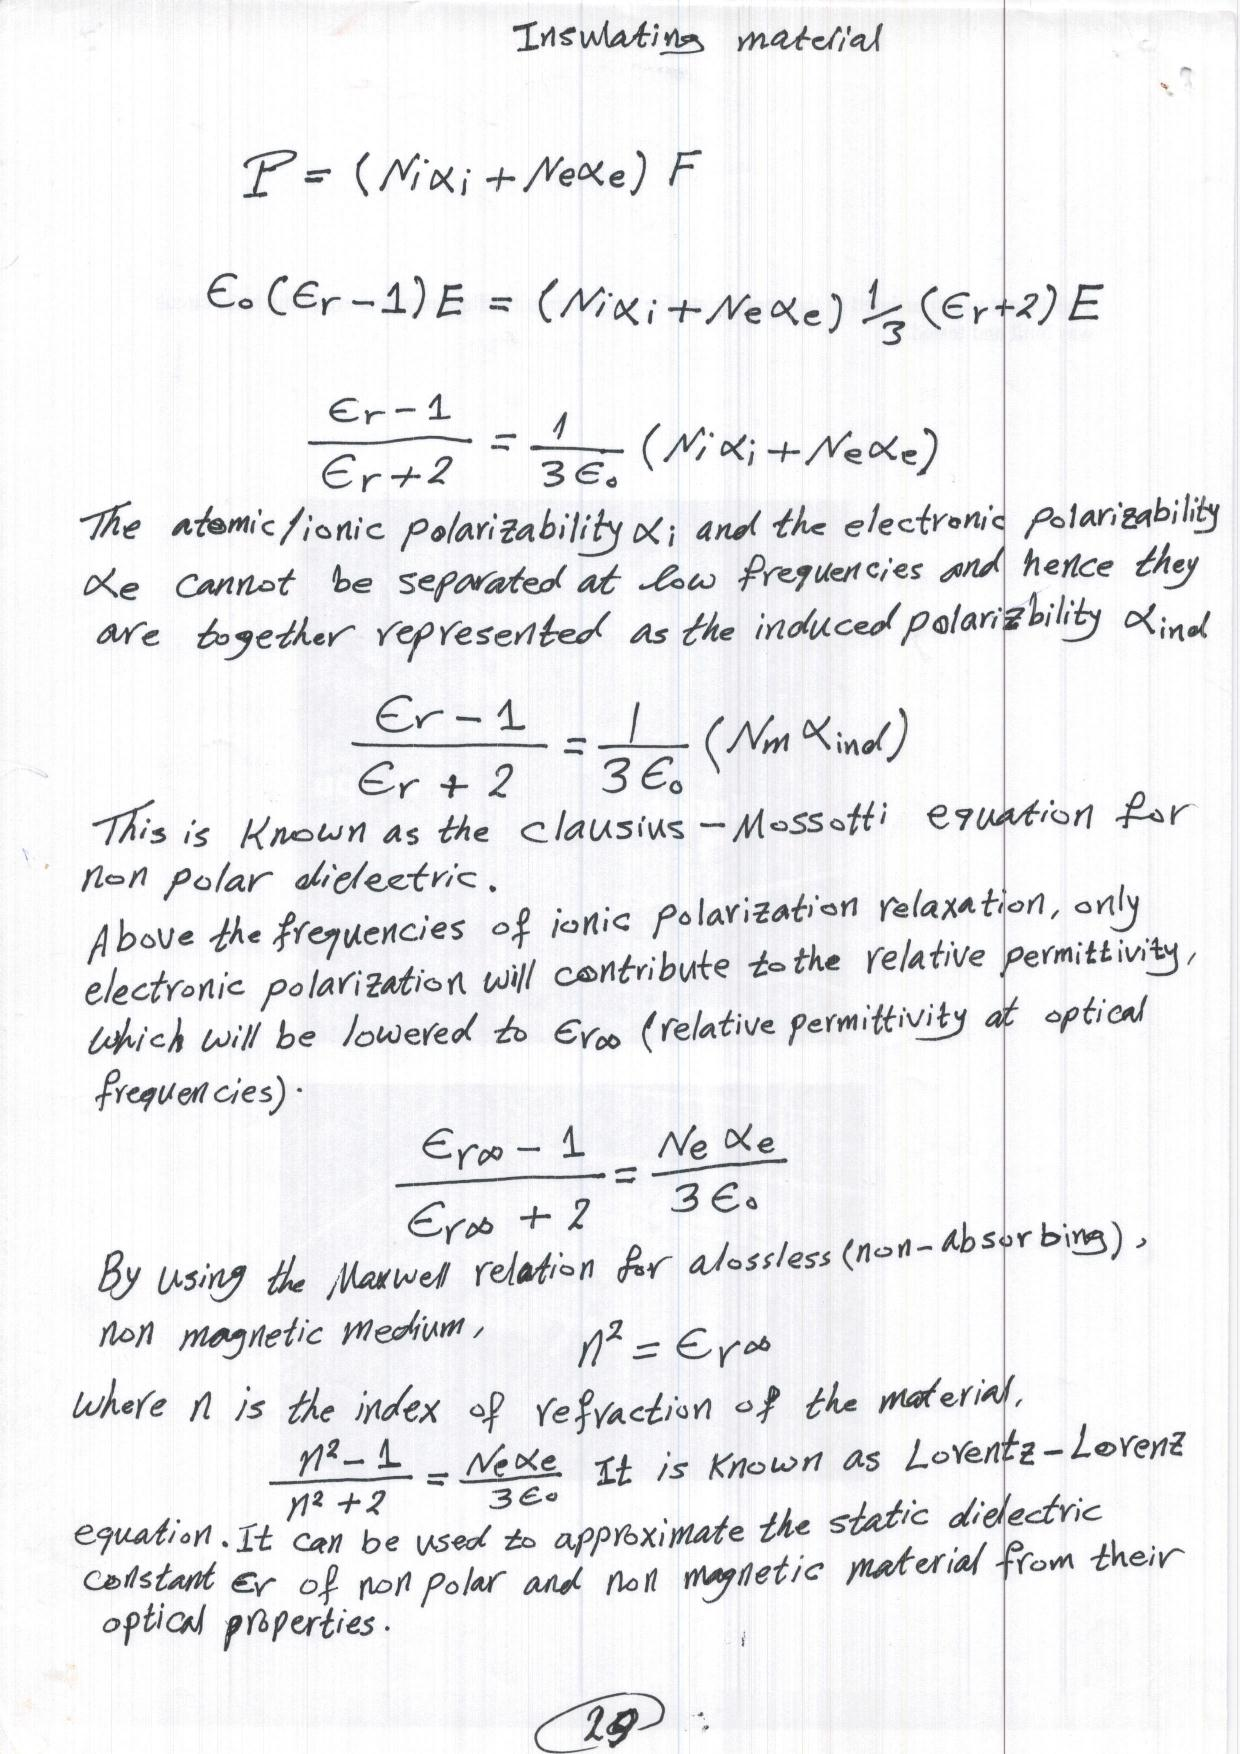 Insulating material
P = (Niαi + Neαe) F
ϵ₀(ϵr − 1) E = (Niαi + Neαe) 1/3 (ϵr+2) E
(ϵr − 1)/(ϵr + 2) = 1/(3ϵ₀) (Niαi + Neαe)
The atomic/ionic polarizability αi and the electronic polarizability
αe cannot be separated at low frequencies and hence they
are together represented as the induced polarizbility αind
(ϵr − 1)/(ϵr + 2) = 1/(3ϵ₀) (Nm αind)
This is known as the clausius – Mossotti equation for
non polar dielectric.
Above the frequencies of ionic polarization relaxation, only
electronic polarization will contribute to the relative permittivity,
which will be lowered to ϵr∞ (relative permittivity at optical
frequencies).
(ϵr∞ − 1)/(ϵr∞ + 2) = Ne αe/(3ϵ₀)
By using the Maxwell relation for alossless (non-absorbing),
non magnetic medium, n² = ϵr∞
where n is the index of refraction of the material,
(n² − 1)/(n² + 2) = Neαe/(3ϵ₀) It is known as Lorentz – Lorenz
equation. It can be used to approximate the static dielectric
constant ϵr of non polar and non magnetic material from their
optical properties.
29